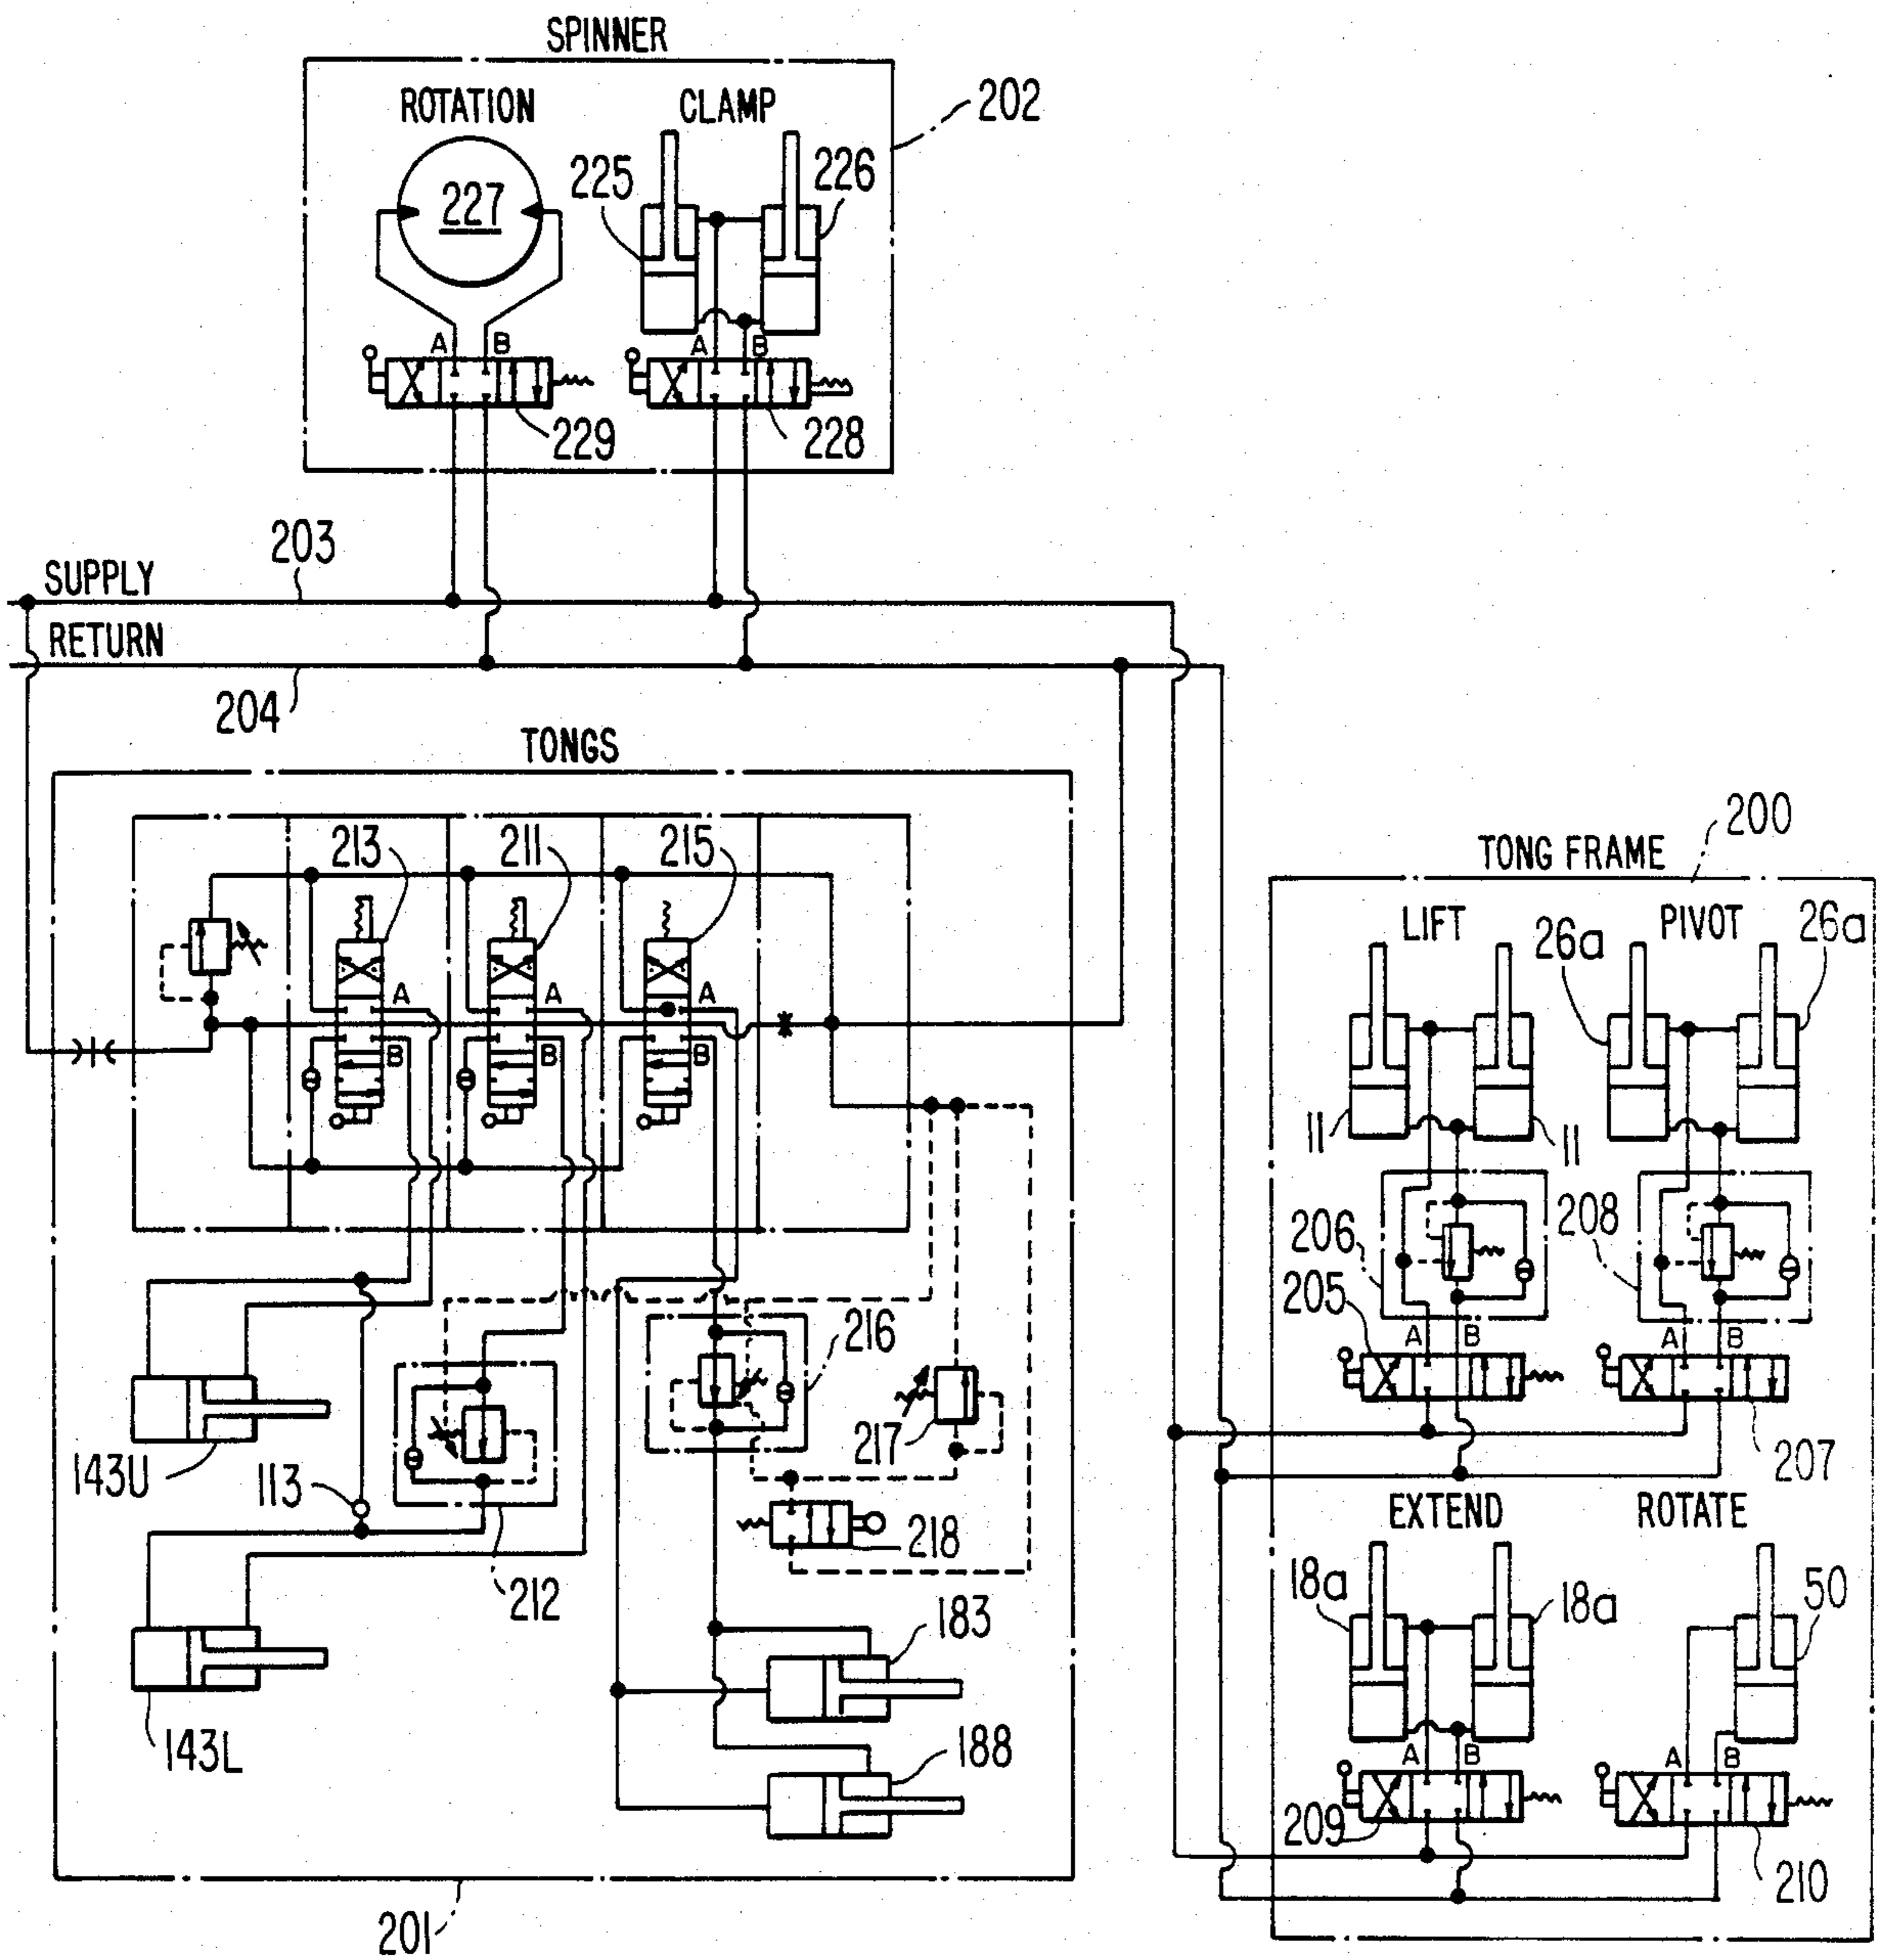 SPINNER
ROTATION
CLAMP
202
225
226
227
A
B
A
B
229
228
203
SUPPLY
RETURN
204
TONGS
213
211
215
A
A
A
B
B
B
200
TONG FRAME
LIFT
PIVOT
26a
26a
11
11
206
208
205
A
B
A
B
207
216
217
143U
113
218
212
EXTEND
ROTATE
18a
18a
50
183
143L
188
A
B
A
B
209
210
201